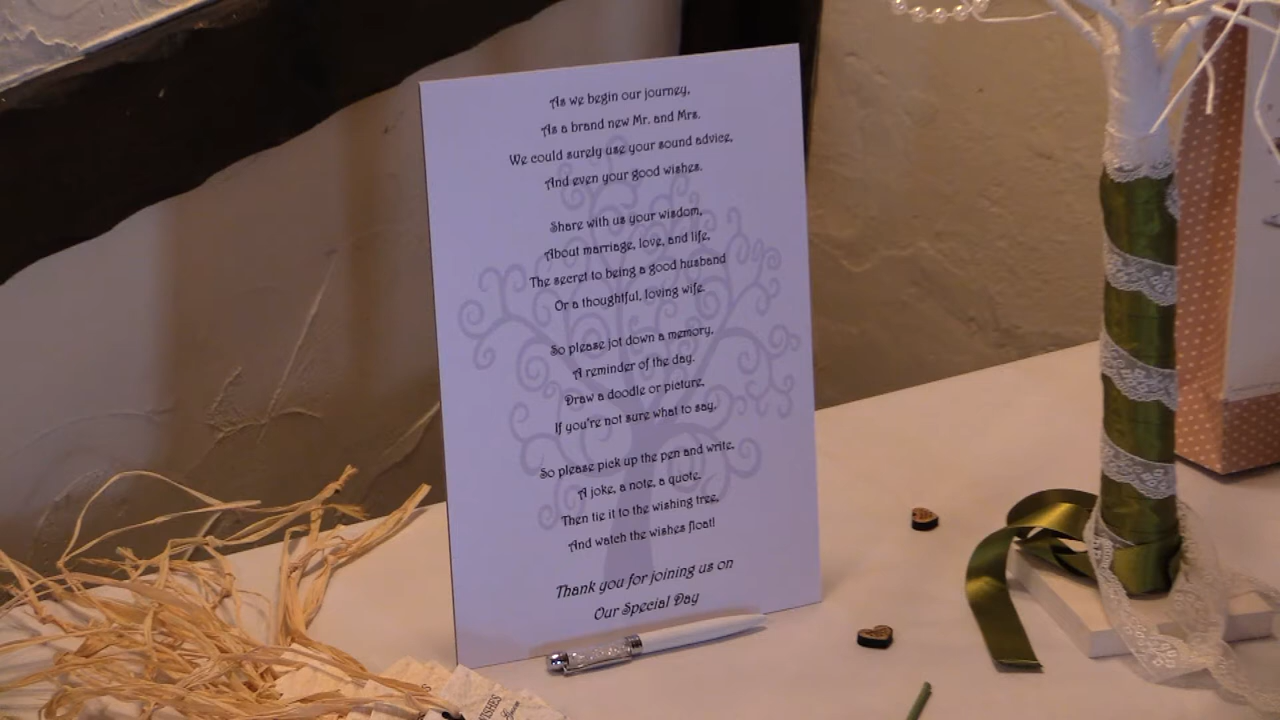 As we begin our journey,
As a brand new Mr. and Mrs.
We could surely use your sound advice,
And even your good wishes.
Share with us your wisdom,
About marriage, love, and life,
The secret to being a good husband
Or a thoughtful, loving wife.
So please jot down a memory,
A reminder of the day.
Draw a doodle or picture,
If you're not sure what to say.
So please pick up the pen and write,
A joke, a note, a quote.
Then tie it to the wishing tree,
And watch the wishes float!
Thank you for joining us on
Our Special Day
WISHES